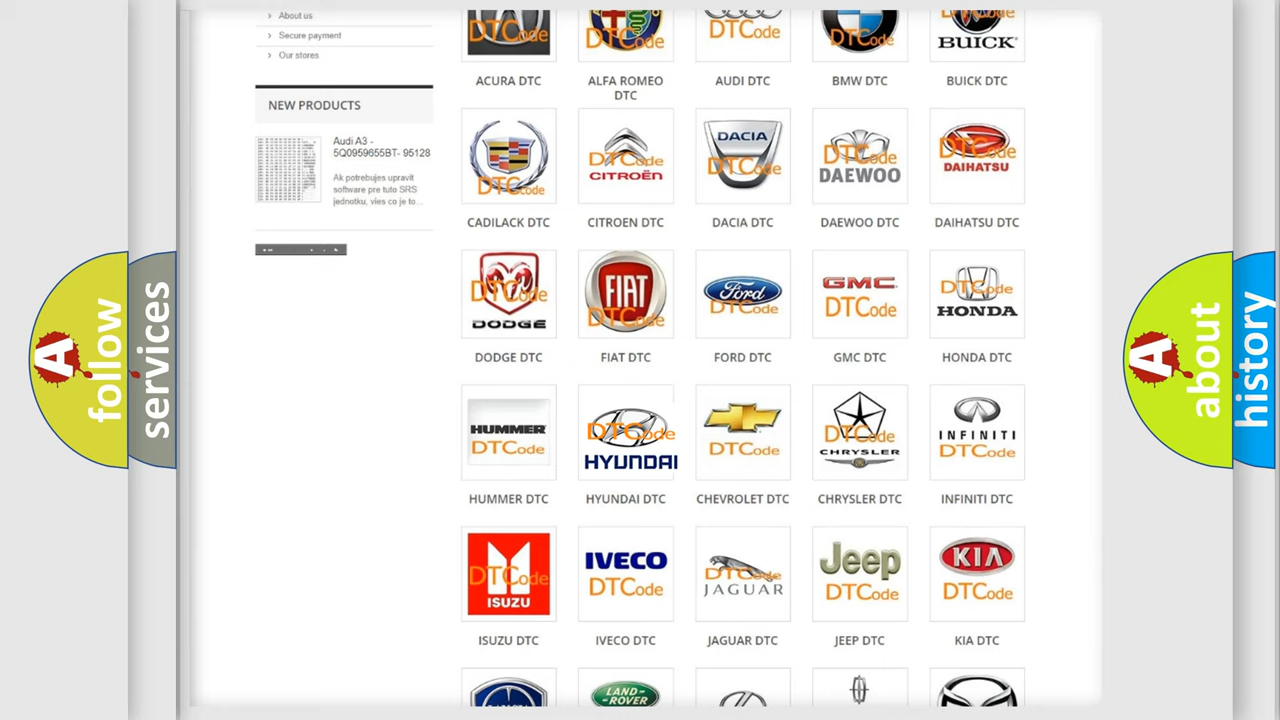 About us
Secure payment
Our stores
NEW PRODUCTS
Audi A3 -
5Q0959655BT- 95128
Ak potrebujes upravit
software pre tuto SRS
jednotku, vies co je to...
DTCode
DTCode
DTCode
DTCode
DTCode
BUICK
ACURA DTC
ALFA ROMEO
DTC
AUDI DTC
BMW DTC
BUICK DTC
DTCode
DTCode
CITROËN
DACIA
DTCode
DTCode
DAEWOO
DTCode
DAIHATSU
CADILACK DTC
CITROEN DTC
DACIA DTC
DAEWOO DTC
DAIHATSU DTC
DTCode
DODGE
FIAT
DTCode
Ford
DTCode
GMC
DTCode
DTCode
HONDA
DODGE DTC
FIAT DTC
FORD DTC
GMC DTC
HONDA DTC
HUMMER
DTCode
DTCode
HYUNDAI
DTCode
DTCode
CHRYSLER
INFINITI
DTCode
HUMMER DTC
HYUNDAI DTC
CHEVROLET DTC
CHRYSLER DTC
INFINITI DTC
DTCode
ISUZU
IVECO
DTCode
DTCode
JAGUAR
Jeep
DTCode
KIA
DTCode
ISUZU DTC
IVECO DTC
JAGUAR DTC
JEEP DTC
KIA DTC
LAND-
ROVER
A
follow
services
A
about
history